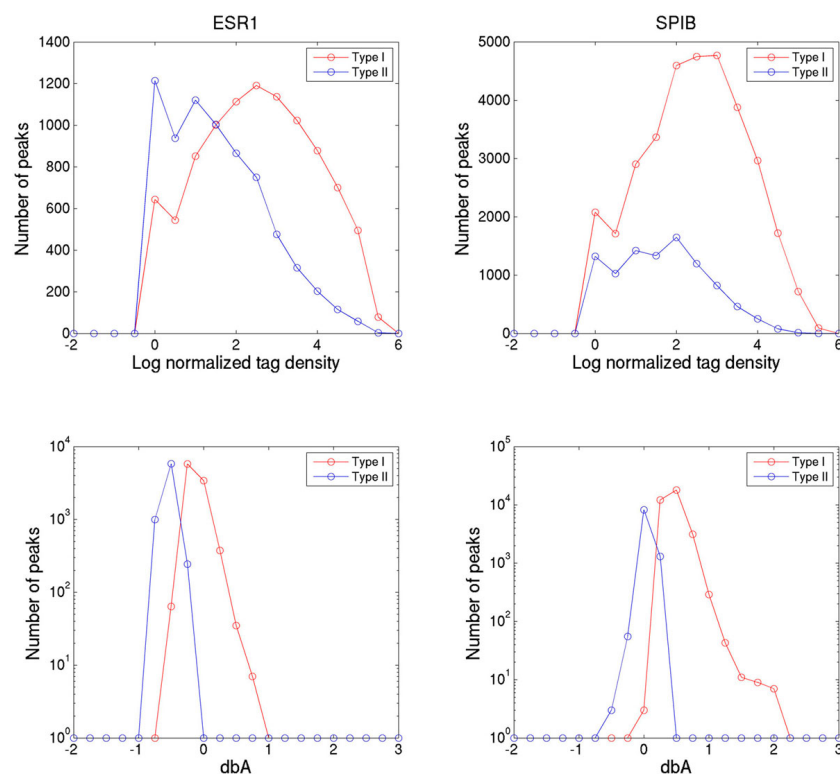 ESR1
1400
1200
1000
800
600
400
200
0
-2
0
2
4
6
Number of peaks
Log normalized tag density
Type I
Type II
SPIB
5000
4000
3000
2000
1000
0
-2
-1
0
1
2
3
4
5
6
Number of peaks
Log normalized tag density
Type I
Type II
10^4
10^3
10^2
10^1
10^0
-2
-1
0
1
2
3
Number of peaks
dbA
Type I
Type II
10^5
10^4
10^3
10^2
10^1
10^0
-2
-1
0
1
2
3
Number of peaks
dbA
Type I
Type II